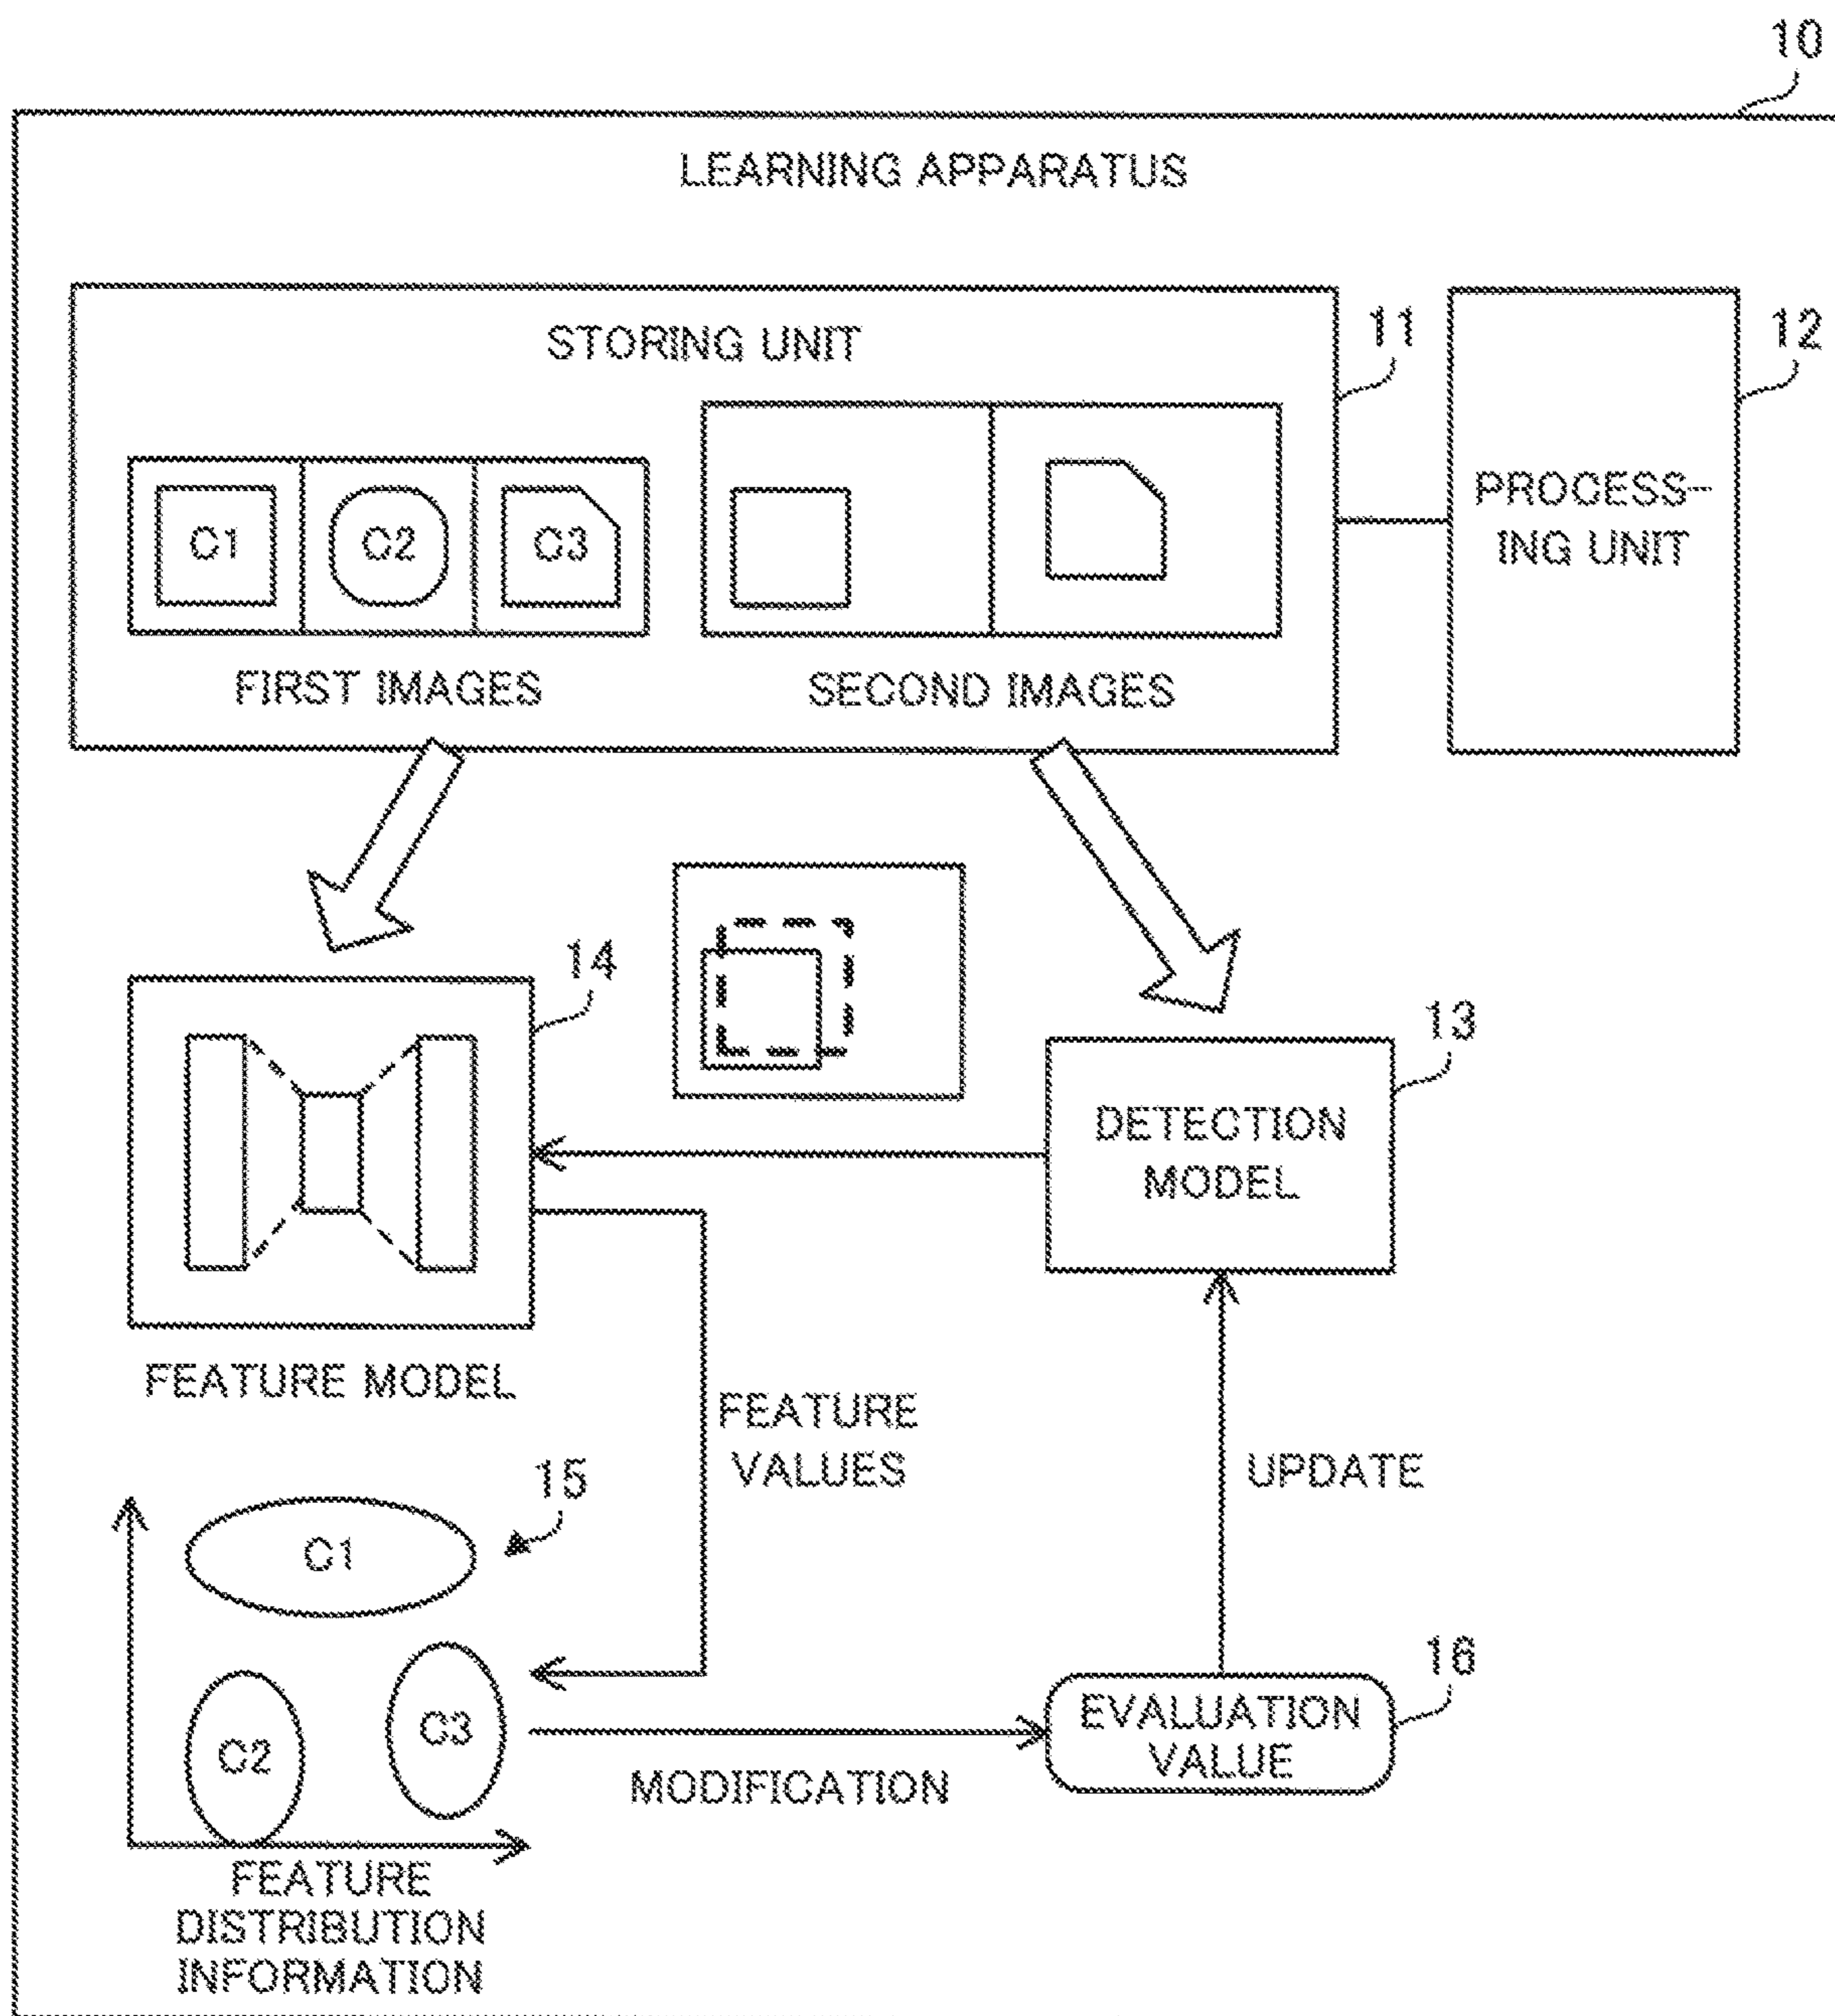 10
LEARNING APPARATUS
STORING UNIT
11
12
C1
C2
C3
PROCESS-
ING UNIT
FIRST IMAGES
SECOND IMAGES
14
13
DETECTION
MODEL
FEATURE MODEL
FEATURE
VALUES
UPDATE
15
C1
C2
C3
16
EVALUATION
VALUE
MODIFICATION
FEATURE
DISTRIBUTION
INFORMATION